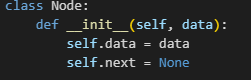 class Node:
    def __init__(self, data):
        self.data = data
        self.next = None